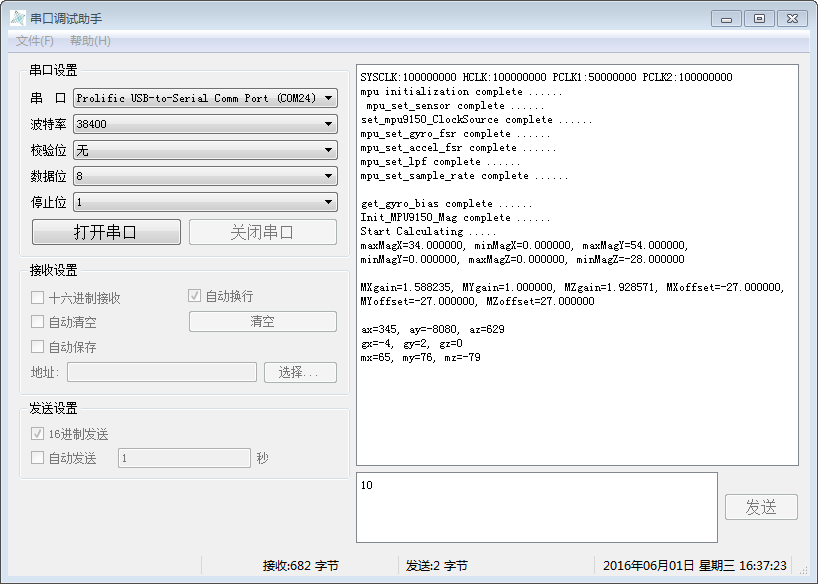 串口调试助手
文件(F) 帮助(H)
串口设置
串 口 Prolific USB-to-Serial Comm Port (COM24)
波特率 38400
校验位 无
数据位 8
停止位 1
打开串口 关闭串口
接收设置
十六进制接收 自动换行
自动清空 清空
自动保存
地址: 选择...
发送设置
16进制发送
自动发送 1 秒
SYSCLK:100000000 HCLK:100000000 PCLK1:50000000 PCLK2:100000000
mpu initialization complete ......
mpu_set_sensor complete ......
set_mpu9150_ClockSource complete ......
mpu_set_gyro_fsr complete ......
mpu_set_accel_fsr complete ......
mpu_set_lpf complete ......
mpu_set_sample_rate complete ......
get_gyro_bias complete ......
Init_MPU9150_Mag complete ......
Start Calculating .....
maxMagX=34.000000, minMagX=0.000000, maxMagY=54.000000,
minMagY=0.000000, maxMagZ=0.000000, minMagZ=-28.000000
MXgain=1.588235, MYgain=1.000000, MZgain=1.928571, MXoffset=-27.000000,
MYoffset=-27.000000, MZoffset=27.000000
ax=345, ay=-8080, az=629
gx=-4, gy=2, gz=0
mx=65, my=76, mz=-79
10
发送
接收:682 字节 发送:2 字节 2016年06月01日 星期三 16:37:23